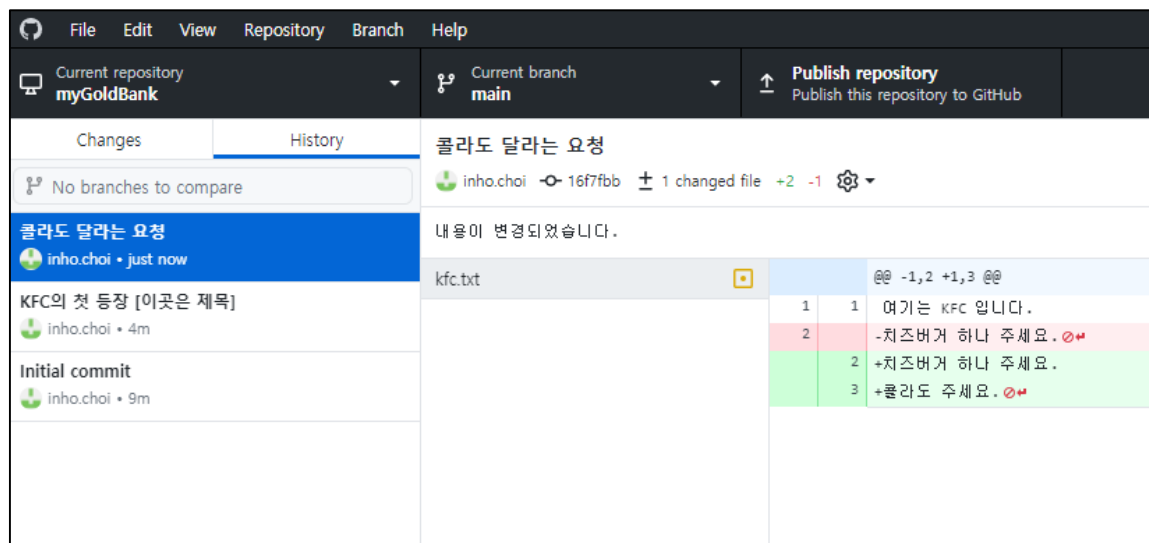 File Edit View Repository Branch Help
Current repository
myGoldBank
Current branch
main
Publish repository
Publish this repository to GitHub
Changes History
No branches to compare
콜라도 달라는 요청
inho.choi • just now
KFC의 첫 등장 [이곳은 제목]
inho.choi • 4m
Initial commit
inho.choi • 9m
콜라도 달라는 요청
inho.choi 16f7fbb 1 changed file +2 -1
내용이 변경되었습니다.
kfc.txt
@@ -1,2 +1,3 @@
1 1 여기는 KFC 입니다.
2 -치즈버거 하나 주세요.
2 +치즈버거 하나 주세요.
3 +콜라도 주세요.